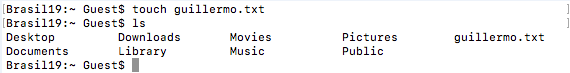 [Brasil19:~ Guest$ touch guillermo.txt ]
[Brasil19:~ Guest$ ls ]
Desktop Downloads Movies Pictures guillermo.txt
Documents Library Music Public
Brasil19:~ Guest$